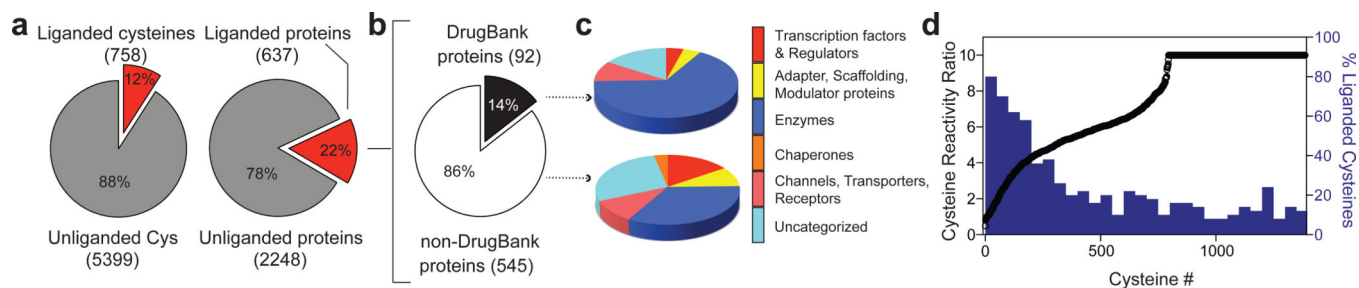 a
Liganded cysteines
(758)
12%
88%
Unliganded Cys
(5399)
Liganded proteins
(637)
22%
78%
Unliganded proteins
(2248)
b
DrugBank
proteins (92)
14%
86%
non-DrugBank
proteins (545)
c
Transcription factors
& Regulators
Adapter, Scaffolding,
Modulator proteins
Enzymes
Chaperones
Channels, Transporters,
Receptors
Uncategorized
d
Cysteine Reactivity Ratio
10
8
6
4
2
0
0
500
1000
Cysteine #
100
80
60
40
20
0
% Liganded Cysteines